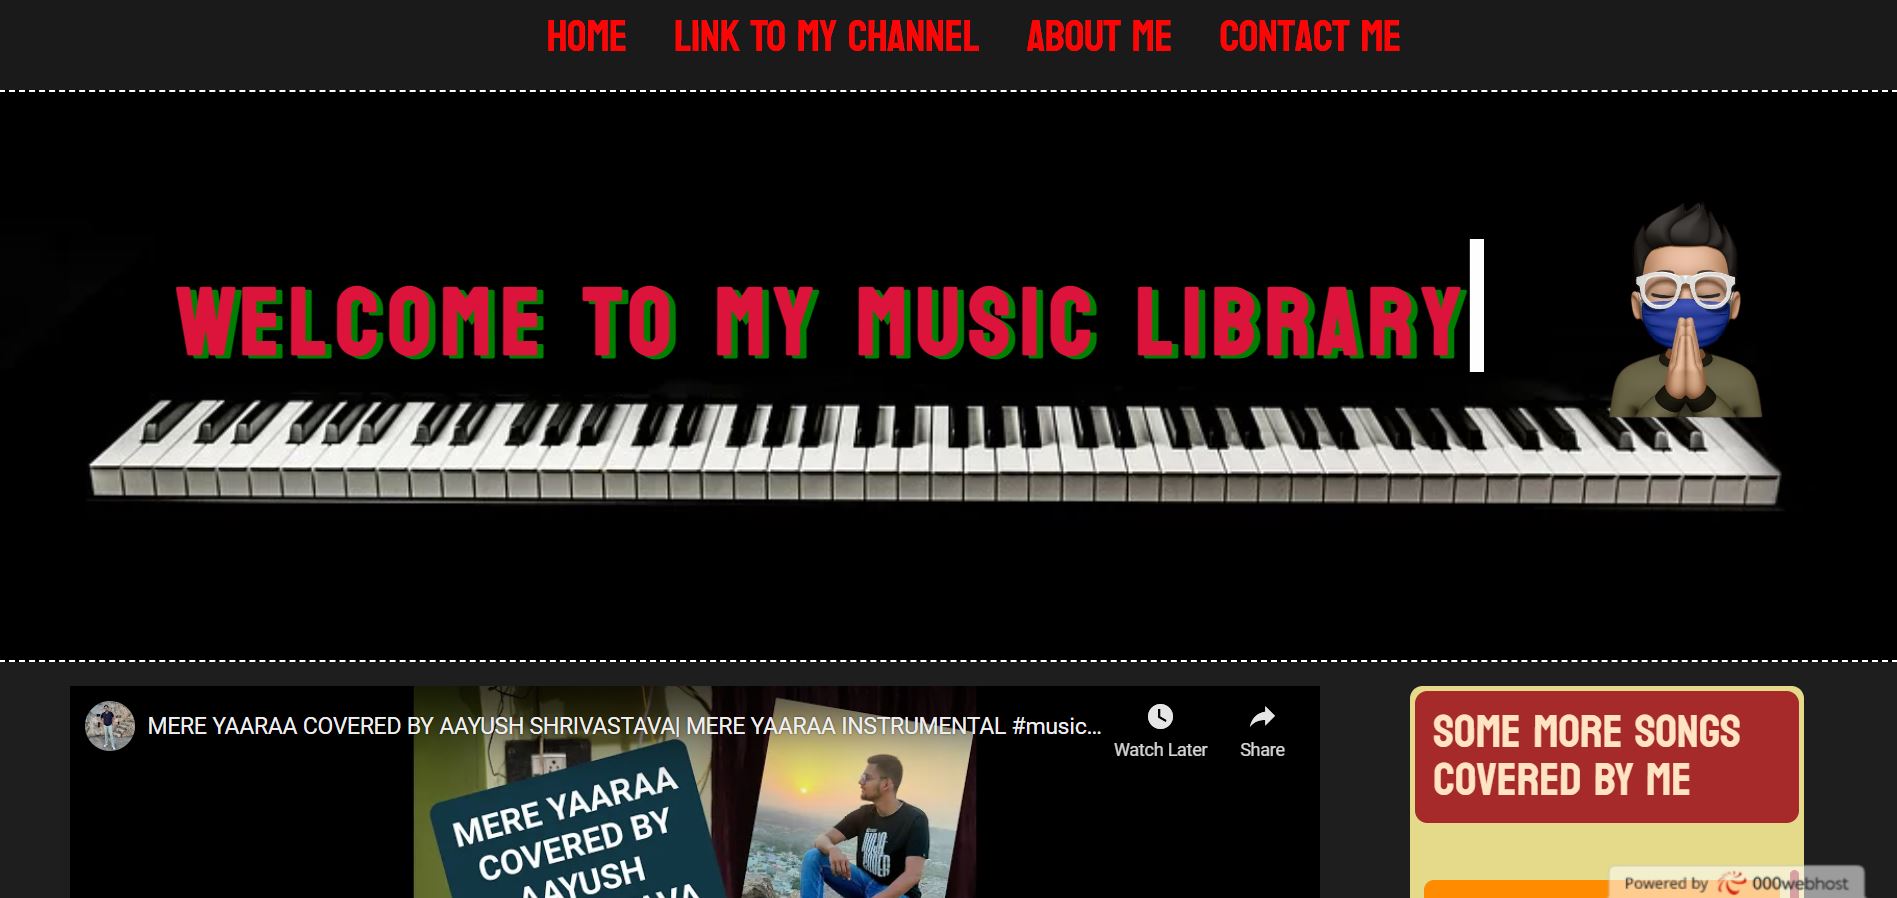 HOME LINK TO MY CHANNEL ABOUT ME CONTACT ME
WELCOME TO MY MUSIC LIBRARY
MERE YAARAA COVERED BY AAYUSH SHRIVASTAVA| MERE YAARAA INSTRUMENTAL #music...
Watch Later
Share
MERE YAARAA
COVERED BY
AAYUSH
SOME MORE SONGS
COVERED BY ME
Powered by 000webhost